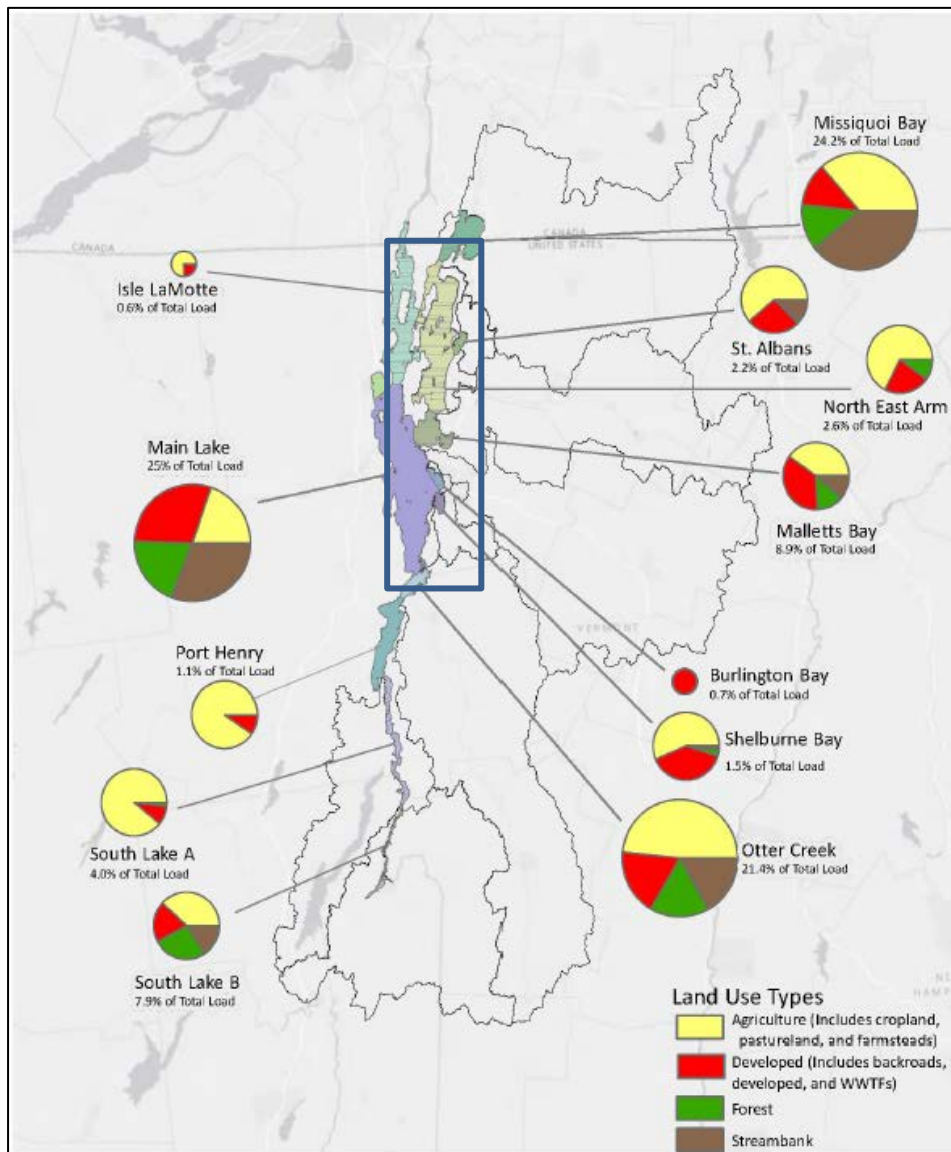 Missiquoi Bay
24.2% of Total Load
CANADA
CANADA
UNITED STATES
Isle LaMotte
0.6% of Total Load
St. Albans
2.2% of Total Load
North East Arm
2.6% of Total Load
Main Lake
25% of Total Load
Malletts Bay
8.9% of Total Load
VERMONT
Port Henry
1.1% of Total Load
Burlington Bay
0.7% of Total Load
Shelburne Bay
1.5% of Total Load
South Lake A
4.0% of Total Load
Otter Creek
21.4% of Total Load
South Lake B
7.9% of Total Load
Land Use Types
Agriculture (Includes cropland,
pastureland, and farmsteads)
Developed (Includes backroads,
developed, and WWTFs)
Forest
Streambank